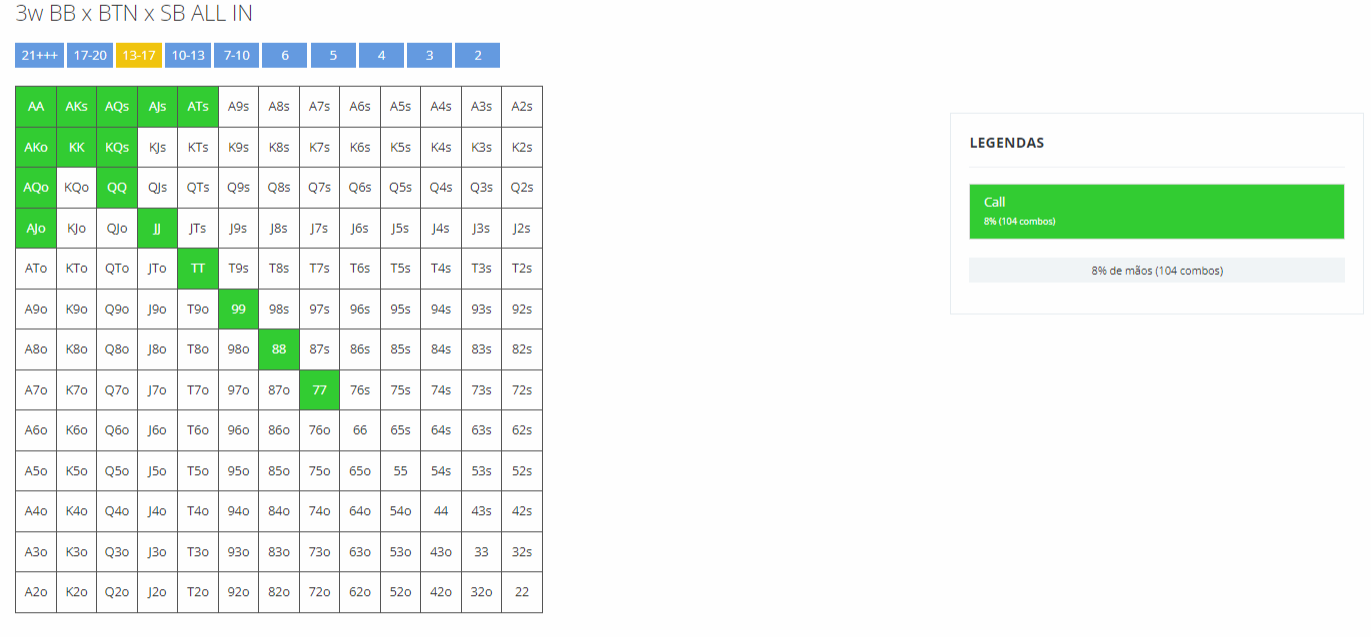 3w BB x BTN x SB ALL IN
21+++ 17-20 13-17 10-13 7-10 6 5 4 3 2
AA AKs AQs AJs ATs A9s A8s A7s A6s A5s A4s A3s A2s
AKo KK KQs KJs KTs K9s K8s K7s K6s K5s K4s K3s K2s
AQo KQo QQ QJs QTs Q9s Q8s Q7s Q6s Q5s Q4s Q3s Q2s
AJo KJo QJo JJ JTs J9s J8s J7s J6s J5s J4s J3s J2s
ATo KTo QTo JTo TT T9s T8s T7s T6s T5s T4s T3s T2s
A9o K9o Q9o J9o T9o 99 98s 97s 96s 95s 94s 93s 92s
A8o K8o Q8o J8o T8o 98o 88 87s 86s 85s 84s 83s 82s
A7o K7o Q7o J7o T7o 97o 87o 77 76s 75s 74s 73s 72s
A6o K6o Q6o J6o T6o 96o 86o 76o 66 65s 64s 63s 62s
A5o K5o Q5o J5o T5o 95o 85o 75o 65o 55 54s 53s 52s
A4o K4o Q4o J4o T4o 94o 84o 74o 64o 54o 44 43s 42s
A3o K3o Q3o J3o T3o 93o 83o 73o 63o 53o 43o 33 32s
A2o K2o Q2o J2o T2o 92o 82o 72o 62o 52o 42o 32o 22
LEGENDAS
Call
8% (104 combos)
8% de mãos (104 combos)